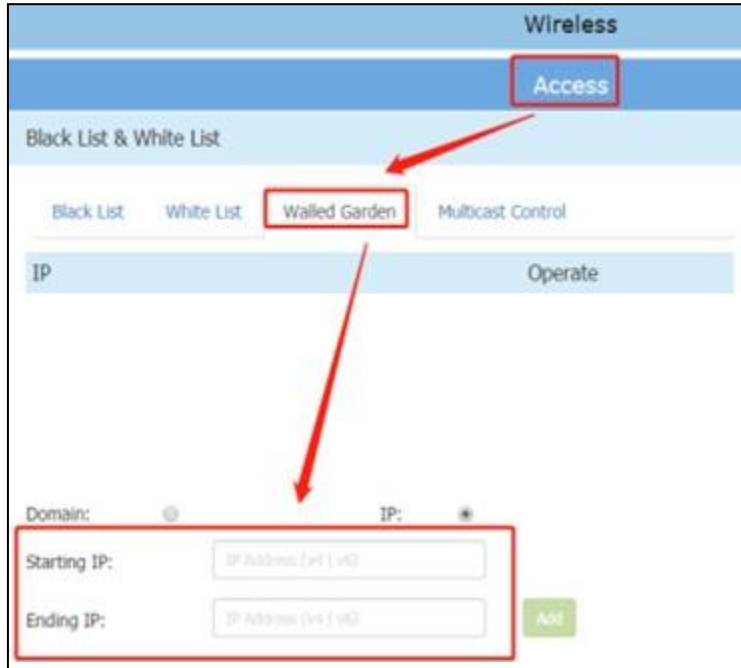 Wireless
Access
Black List & White List
Black List White List Walled Garden Multicast Control
IP Operate
Domain: IP:
Starting IP: IP Address (v4 | v6)
Ending IP: IP Address (v4 | v6) Add